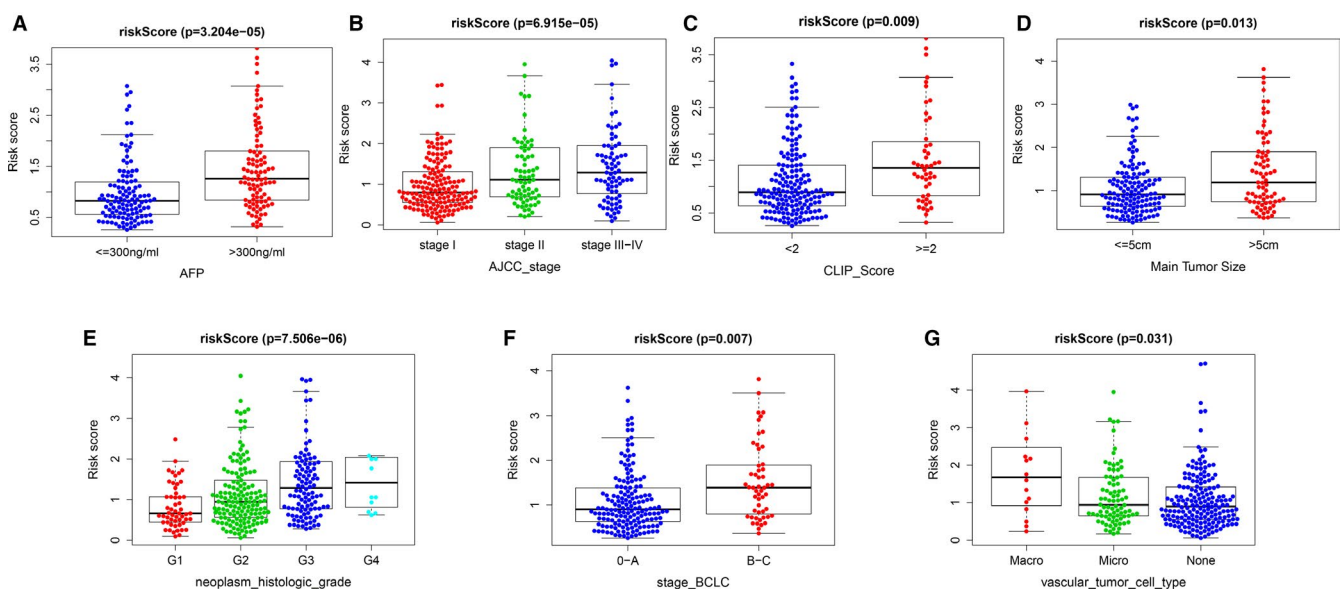 A
riskScore (p=3.204e−05)
Risk score
3.5
2.5
1.5
0.5
<=300ng/ml
>300ng/ml
AFP
B
riskScore (p=6.915e−05)
Risk score
4
3
2
1
0
stage I
stage II
stage III−IV
AJCC_stage
C
riskScore (p=0.009)
Risk score
3.5
2.5
1.5
0.5
<2
>=2
CLIP_Score
D
riskScore (p=0.013)
Risk score
4
3
2
1
<=5cm
>5cm
Main Tumor Size
E
riskScore (p=7.506e−06)
Risk score
4
3
2
1
0
G1
G2
G3
G4
neoplasm_histologic_grade
F
riskScore (p=0.007)
Risk score
4
3
2
1
0−A
B−C
stage_BCLC
G
riskScore (p=0.031)
Risk score
4
3
2
1
0
Macro
Micro
None
vascular_tumor_cell_type